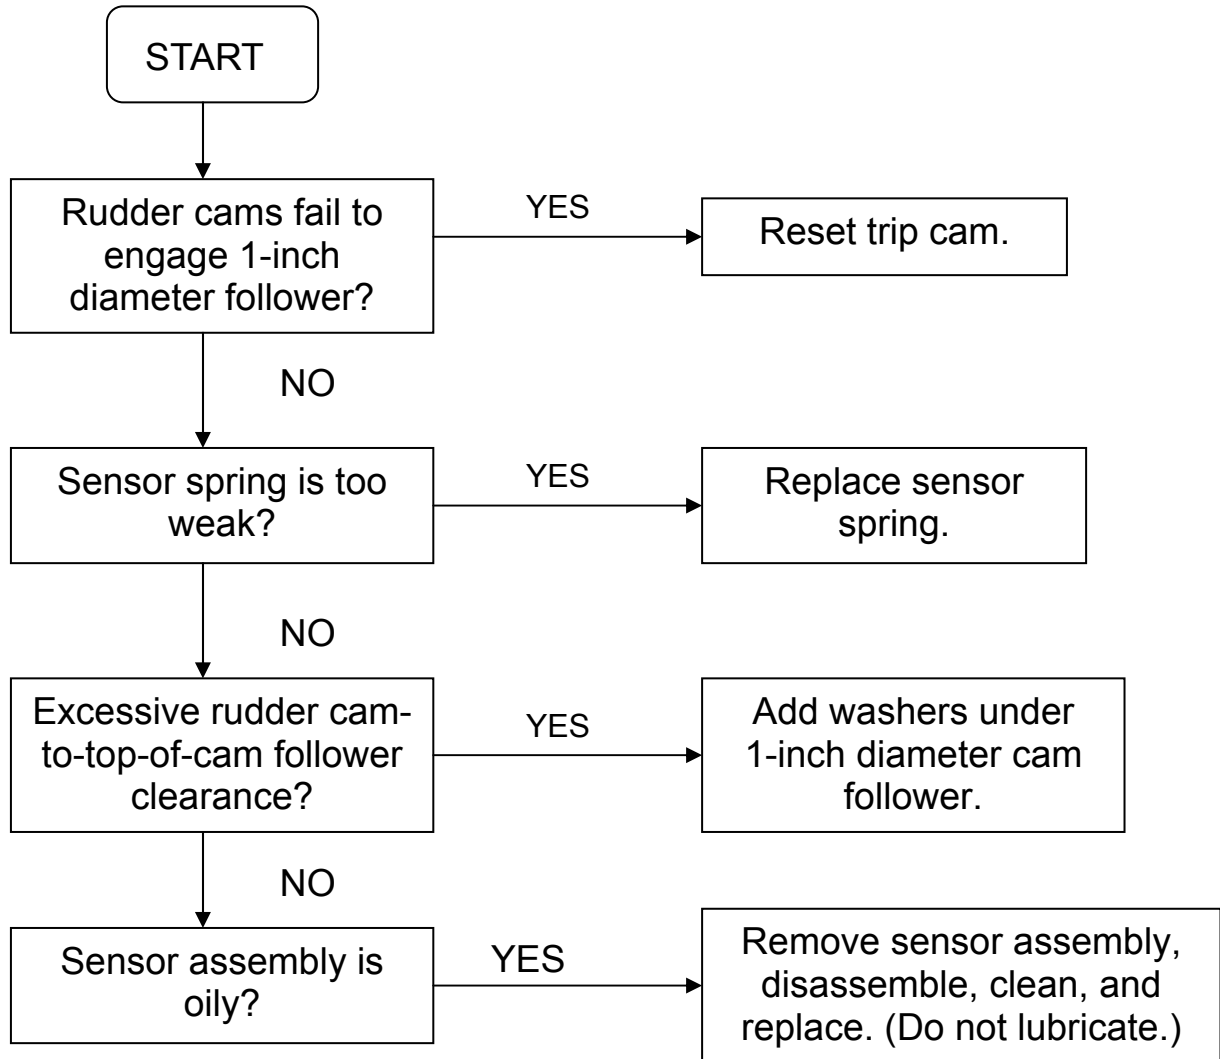 START
Rudder cams fail to
engage 1-inch
diameter follower?
YES
Reset trip cam.
NO
Sensor spring is too
weak?
YES
Replace sensor
spring.
NO
Excessive rudder cam-
to-top-of-cam follower
clearance?
YES
Add washers under
1-inch diameter cam
follower.
NO
Sensor assembly is
oily?
YES
Remove sensor assembly,
disassemble, clean, and
replace. (Do not lubricate.)